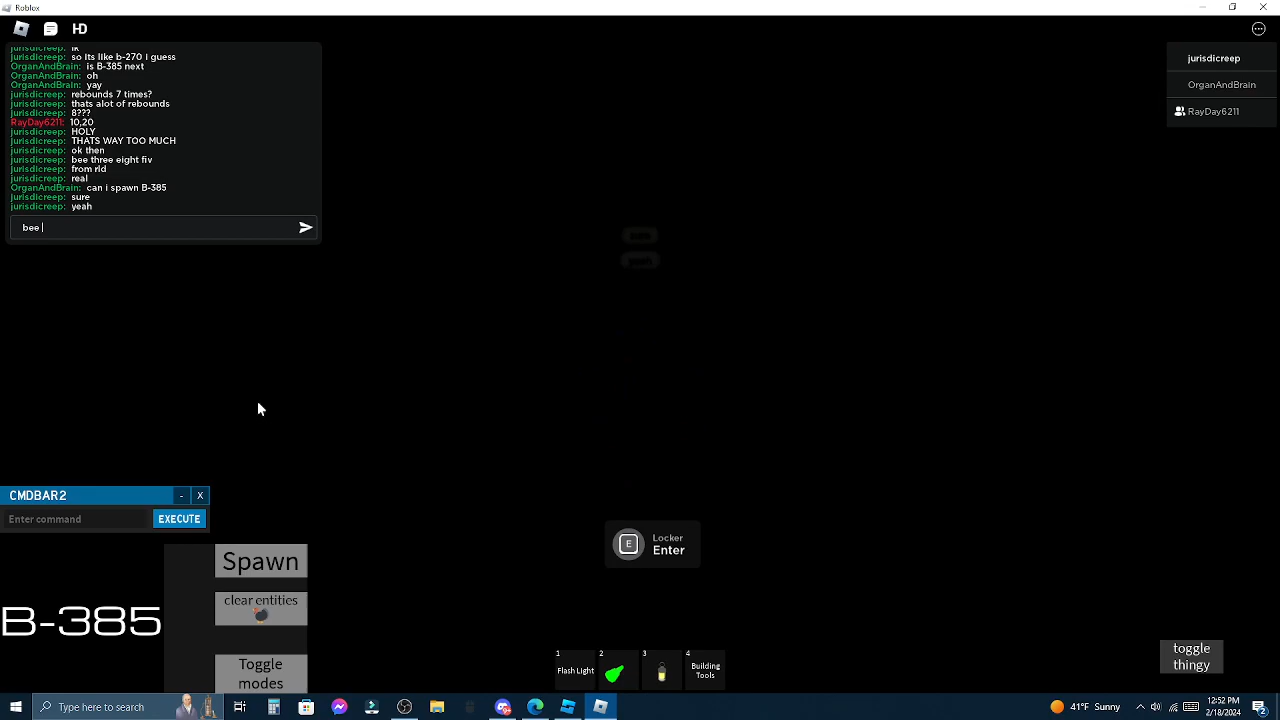 Roblox
HD
jurisdicreep: ik
jurisdicreep: so its like b-270 i guess
OrganAndBrain: is B-385 next
OrganAndBrain: oh
OrganAndBrain: yay
jurisdicreep: rebounds 7 times?
jurisdicreep: thats alot of rebounds
jurisdicreep: 8???
RayDay6211: 10,20
jurisdicreep: HOLY
jurisdicreep: THATS WAY TOO MUCH
jurisdicreep: ok then
jurisdicreep: bee three eight fiv
jurisdicreep: from rld
jurisdicreep: real
OrganAndBrain: can i spawn B-385
jurisdicreep: sure
jurisdicreep: yeah
bee
jurisdicreep
OrganAndBrain
RayDay6211
CMDBAR2
-
X
Enter command
EXECUTE
E
Locker
Enter
Spawn
clear entities
B-385
Toggle
modes
1
Flash Light
2
3
4
Building
Tools
toggle
thingy
Type here to search
41°F Sunny
12:52 PM
2/18/2024
2